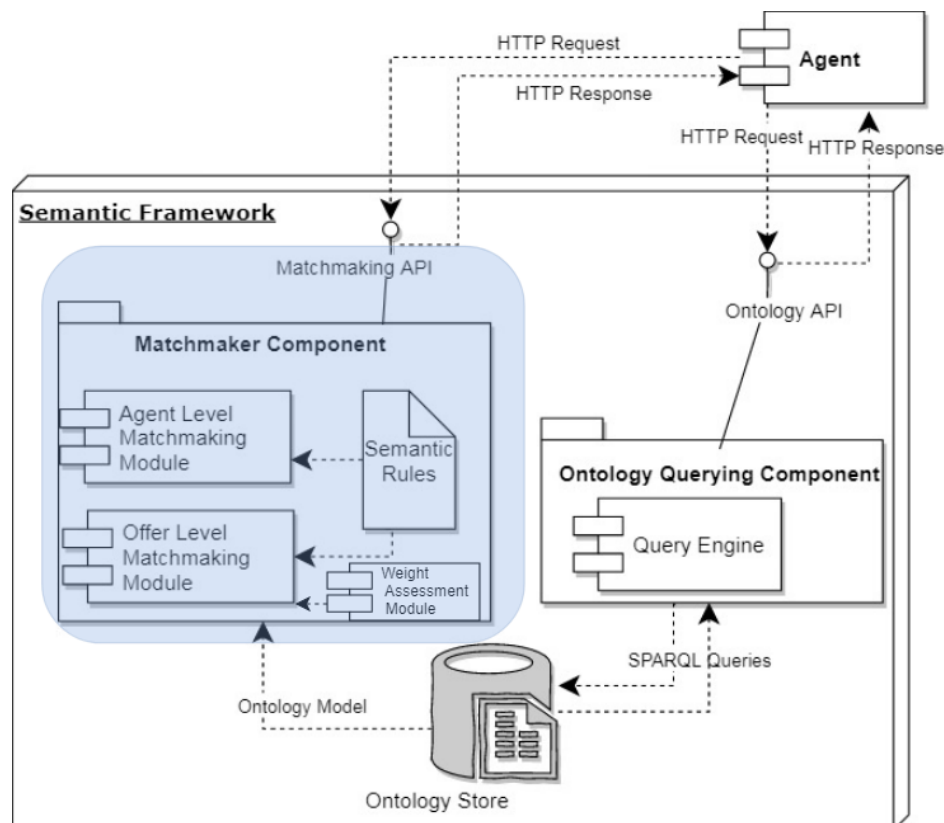 HTTP Request
Agent
HTTP Response
HTTP Request
HTTP Response
Semantic Framework
Matchmaking API
Ontology API
Matchmaker Component
Agent Level
Matchmaking
Module
Semantic
Rules
Ontology Querying Component
Offer Level
Matchmaking
Module
Query Engine
Weight
Assessment
Module
SPARQL Queries
Ontology Model
Ontology Store